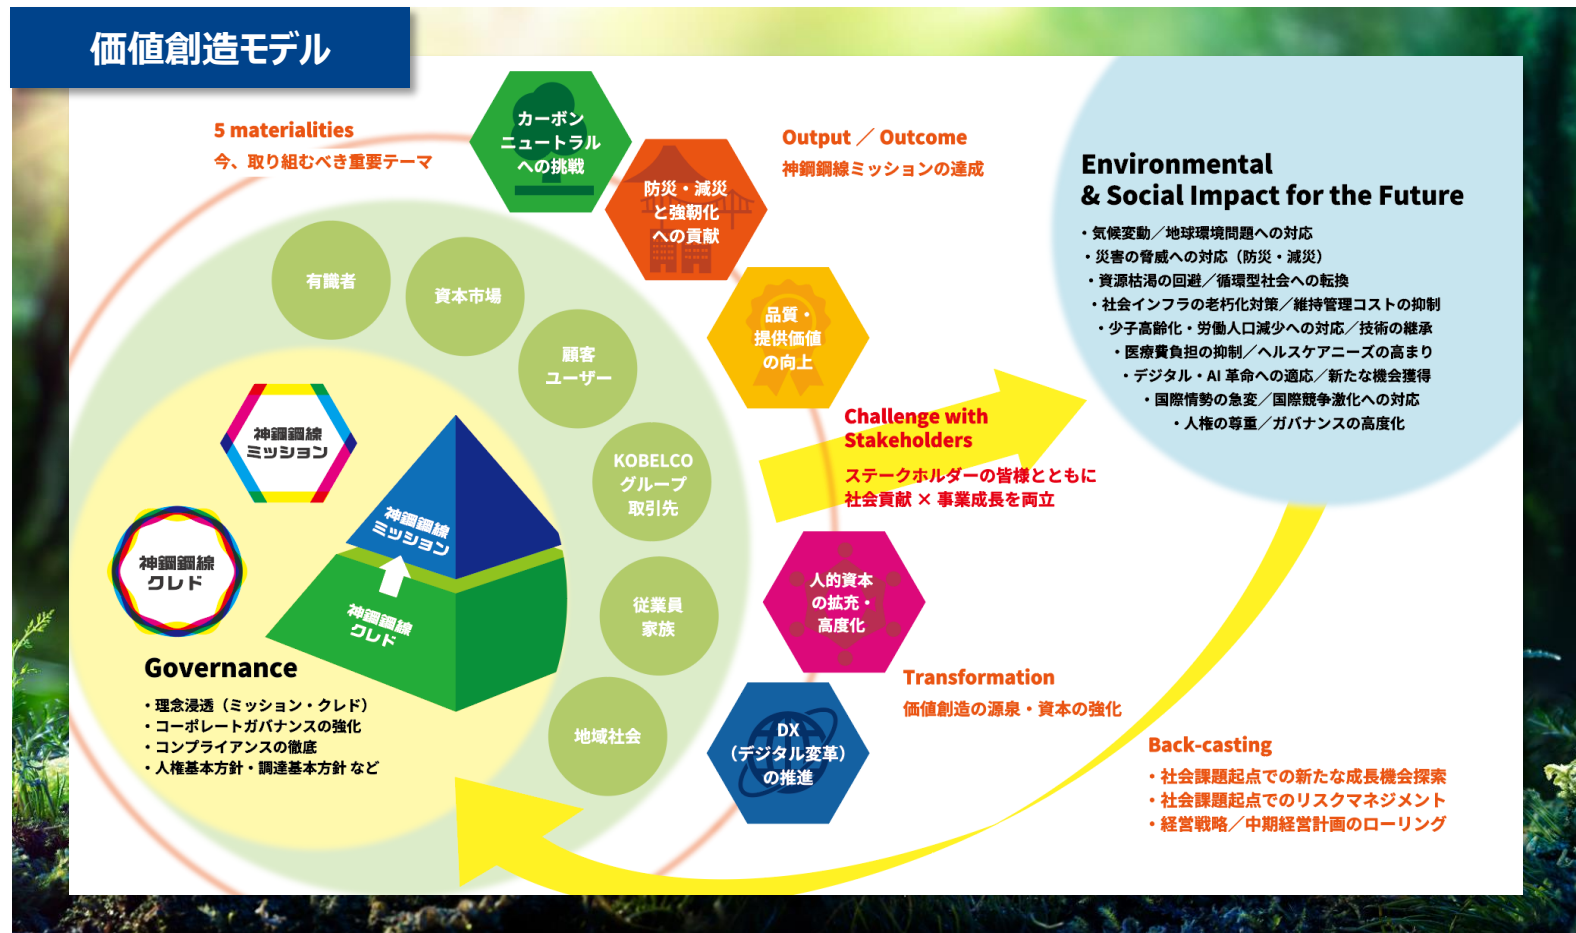 価値創造モデル
5 materialities
今、取り組むべき重要テーマ
カーボン
ニュートラル
への挑戦
防災・減災
と強靭化
への貢献
品質・
提供価値
の向上
Output ／ Outcome
神鋼鋼線ミッションの達成
Environmental
& Social Impact for the Future
・気候変動／地球環境問題への対応
・災害の脅威への対応（防災・減災）
・資源枯渇の回避／循環型社会への転換
・社会インフラの老朽化対策／維持管理コストの抑制
・少子高齢化・労働人口減少への対応／技術の継承
・医療費負担の抑制／ヘルスケアニーズの高まり
・デジタル・AI 革命への適応／新たな機会獲得
・国際情勢の急変／国際競争激化への対応
・人権の尊重／ガバナンスの高度化
有識者
資本市場
顧客
ユーザー
KOBELCO
グループ
取引先
従業員
家族
地域社会
神鋼鋼線
ミッション
神鋼鋼線
クレド
神鋼鋼線
ミッション
神鋼鋼線
クレド
Governance
・理念浸透（ミッション・クレド）
・コーポレートガバナンスの強化
・コンプライアンスの徹底
・人権基本方針・調達基本方針 など
Challenge with
Stakeholders
ステークホルダーの皆様とともに
社会貢献 × 事業成長を両立
人的資本
の拡充・
高度化
DX
（デジタル変革）
の推進
Transformation
価値創造の源泉・資本の強化
Back-casting
・社会課題起点での新たな成長機会探索
・社会課題起点でのリスクマネジメント
・経営戦略／中期経営計画のローリング